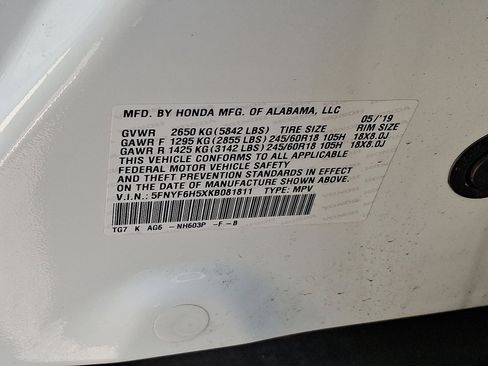 MFD. BY HONDA MFG. OF ALABAMA, LLC
GVWR 2650 KG(5842 LBS) TIRE SIZE 05/'19 RIM SIZE
GAWR F 1295 KG(2855 LBS) 245/60R18 105H 18X8.0J
GAWR R 1425 KG(3142 LBS) 245/60R18 105H 18X8.0J
THIS VEHICLE CONFORMS TO ALL APPLICABLE
FEDERAL MOTOR VEHICLE SAFETY
AND THEFT PREVENTION STANDARDS IN EFFECT
ON THE DATE OF MANUFACTURE SHOWN ABOVE.
V.I.N.: 5FNYF6H5XKB081811 TYPE: MPV
TG7 K AG6 -NH603P -F-B